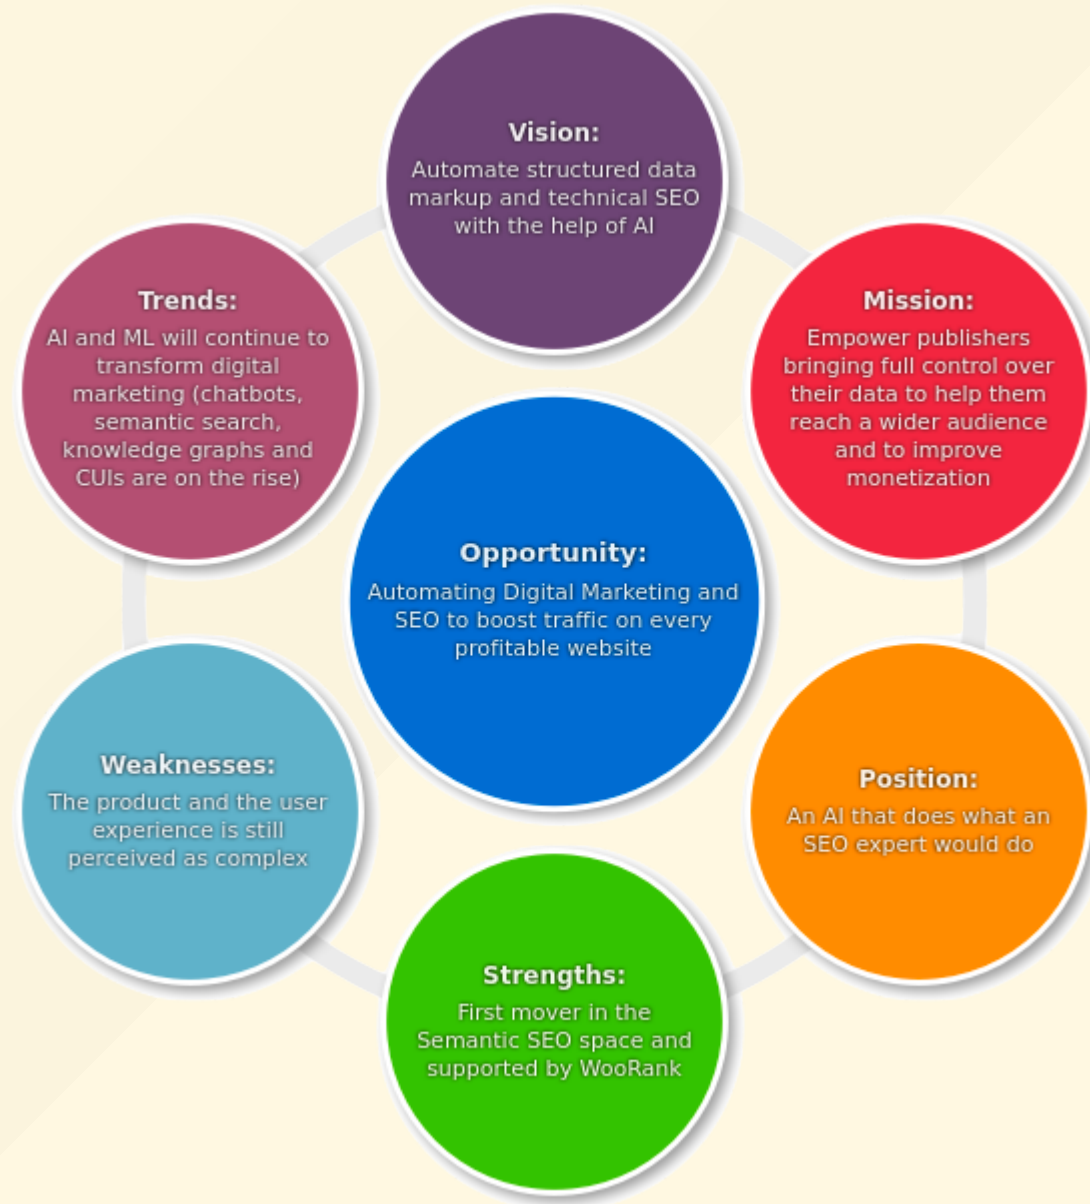 Vision:
Automate structured data
markup and technical SEO
with the help of AI
Trends:
AI and ML will continue to
transform digital
marketing (chatbots,
semantic search,
knowledge graphs and
CUIs are on the rise)
Mission:
Empower publishers
bringing full control over
their data to help them
reach a wider audience
and to improve
monetization
Opportunity:
Automating Digital Marketing and
SEO to boost traffic on every
profitable website
Weaknesses:
The product and the user
experience is still
perceived as complex
Position:
An AI that does what an
SEO expert would do
Strengths:
First mover in the
Semantic SEO space and
supported by WooRank